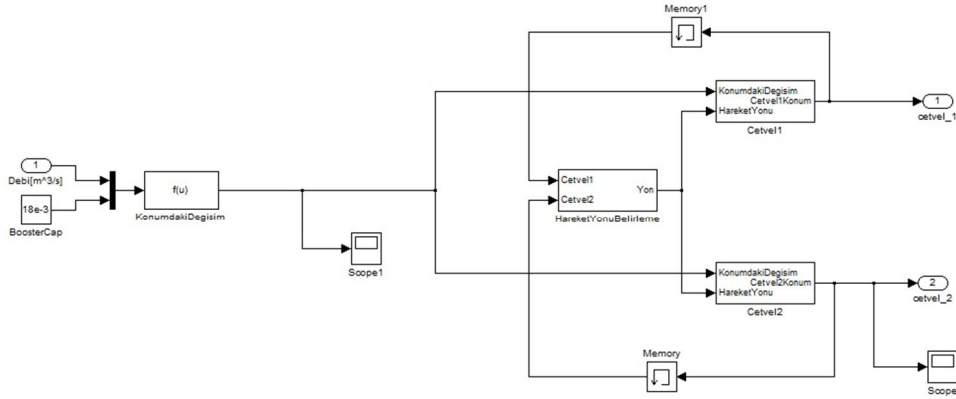 Memory1
KonumdakiDegisim
Cetvel1Konum
HareketYonu
Cetvel1
1
cetvel_1
1
Debi[m^3/s]
18e-3
BoosterCap
f(u)
KonumdakiDegisim
Scope1
Cetvel1
Cetvel2
Yon
HareketYonuBelirleme
KonumdakiDegisim
Cetvel2Konum
HareketYonu
Cetvel2
2
cetvel_2
Memory
Scope